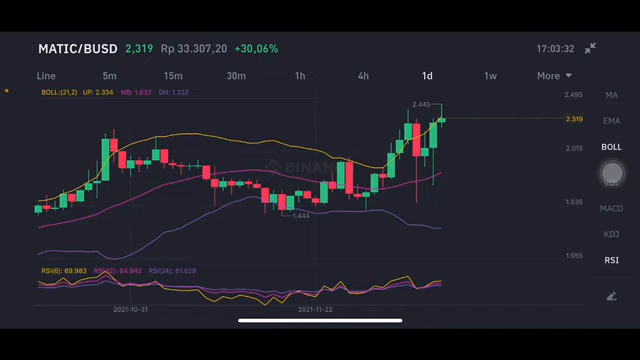 MATIC/BUSD 2,319 Rp 33.307,20 +30,06% 17:03:32
Line 5m 15m 30m 1h 4h 1d 1w More
BOLL:(21,2) UP: 2.334 MB: 1.833 DN: 1.332
2.445
2.495
2.319
2.015
1.535
1.055
1.444
BINAN
MA
EMA
BOLL
MACD
KDJ
RSI
RSI(6): 69.983 RSI(12): 64.942 RSI(24): 61.029
2021-10-31 2021-11-22